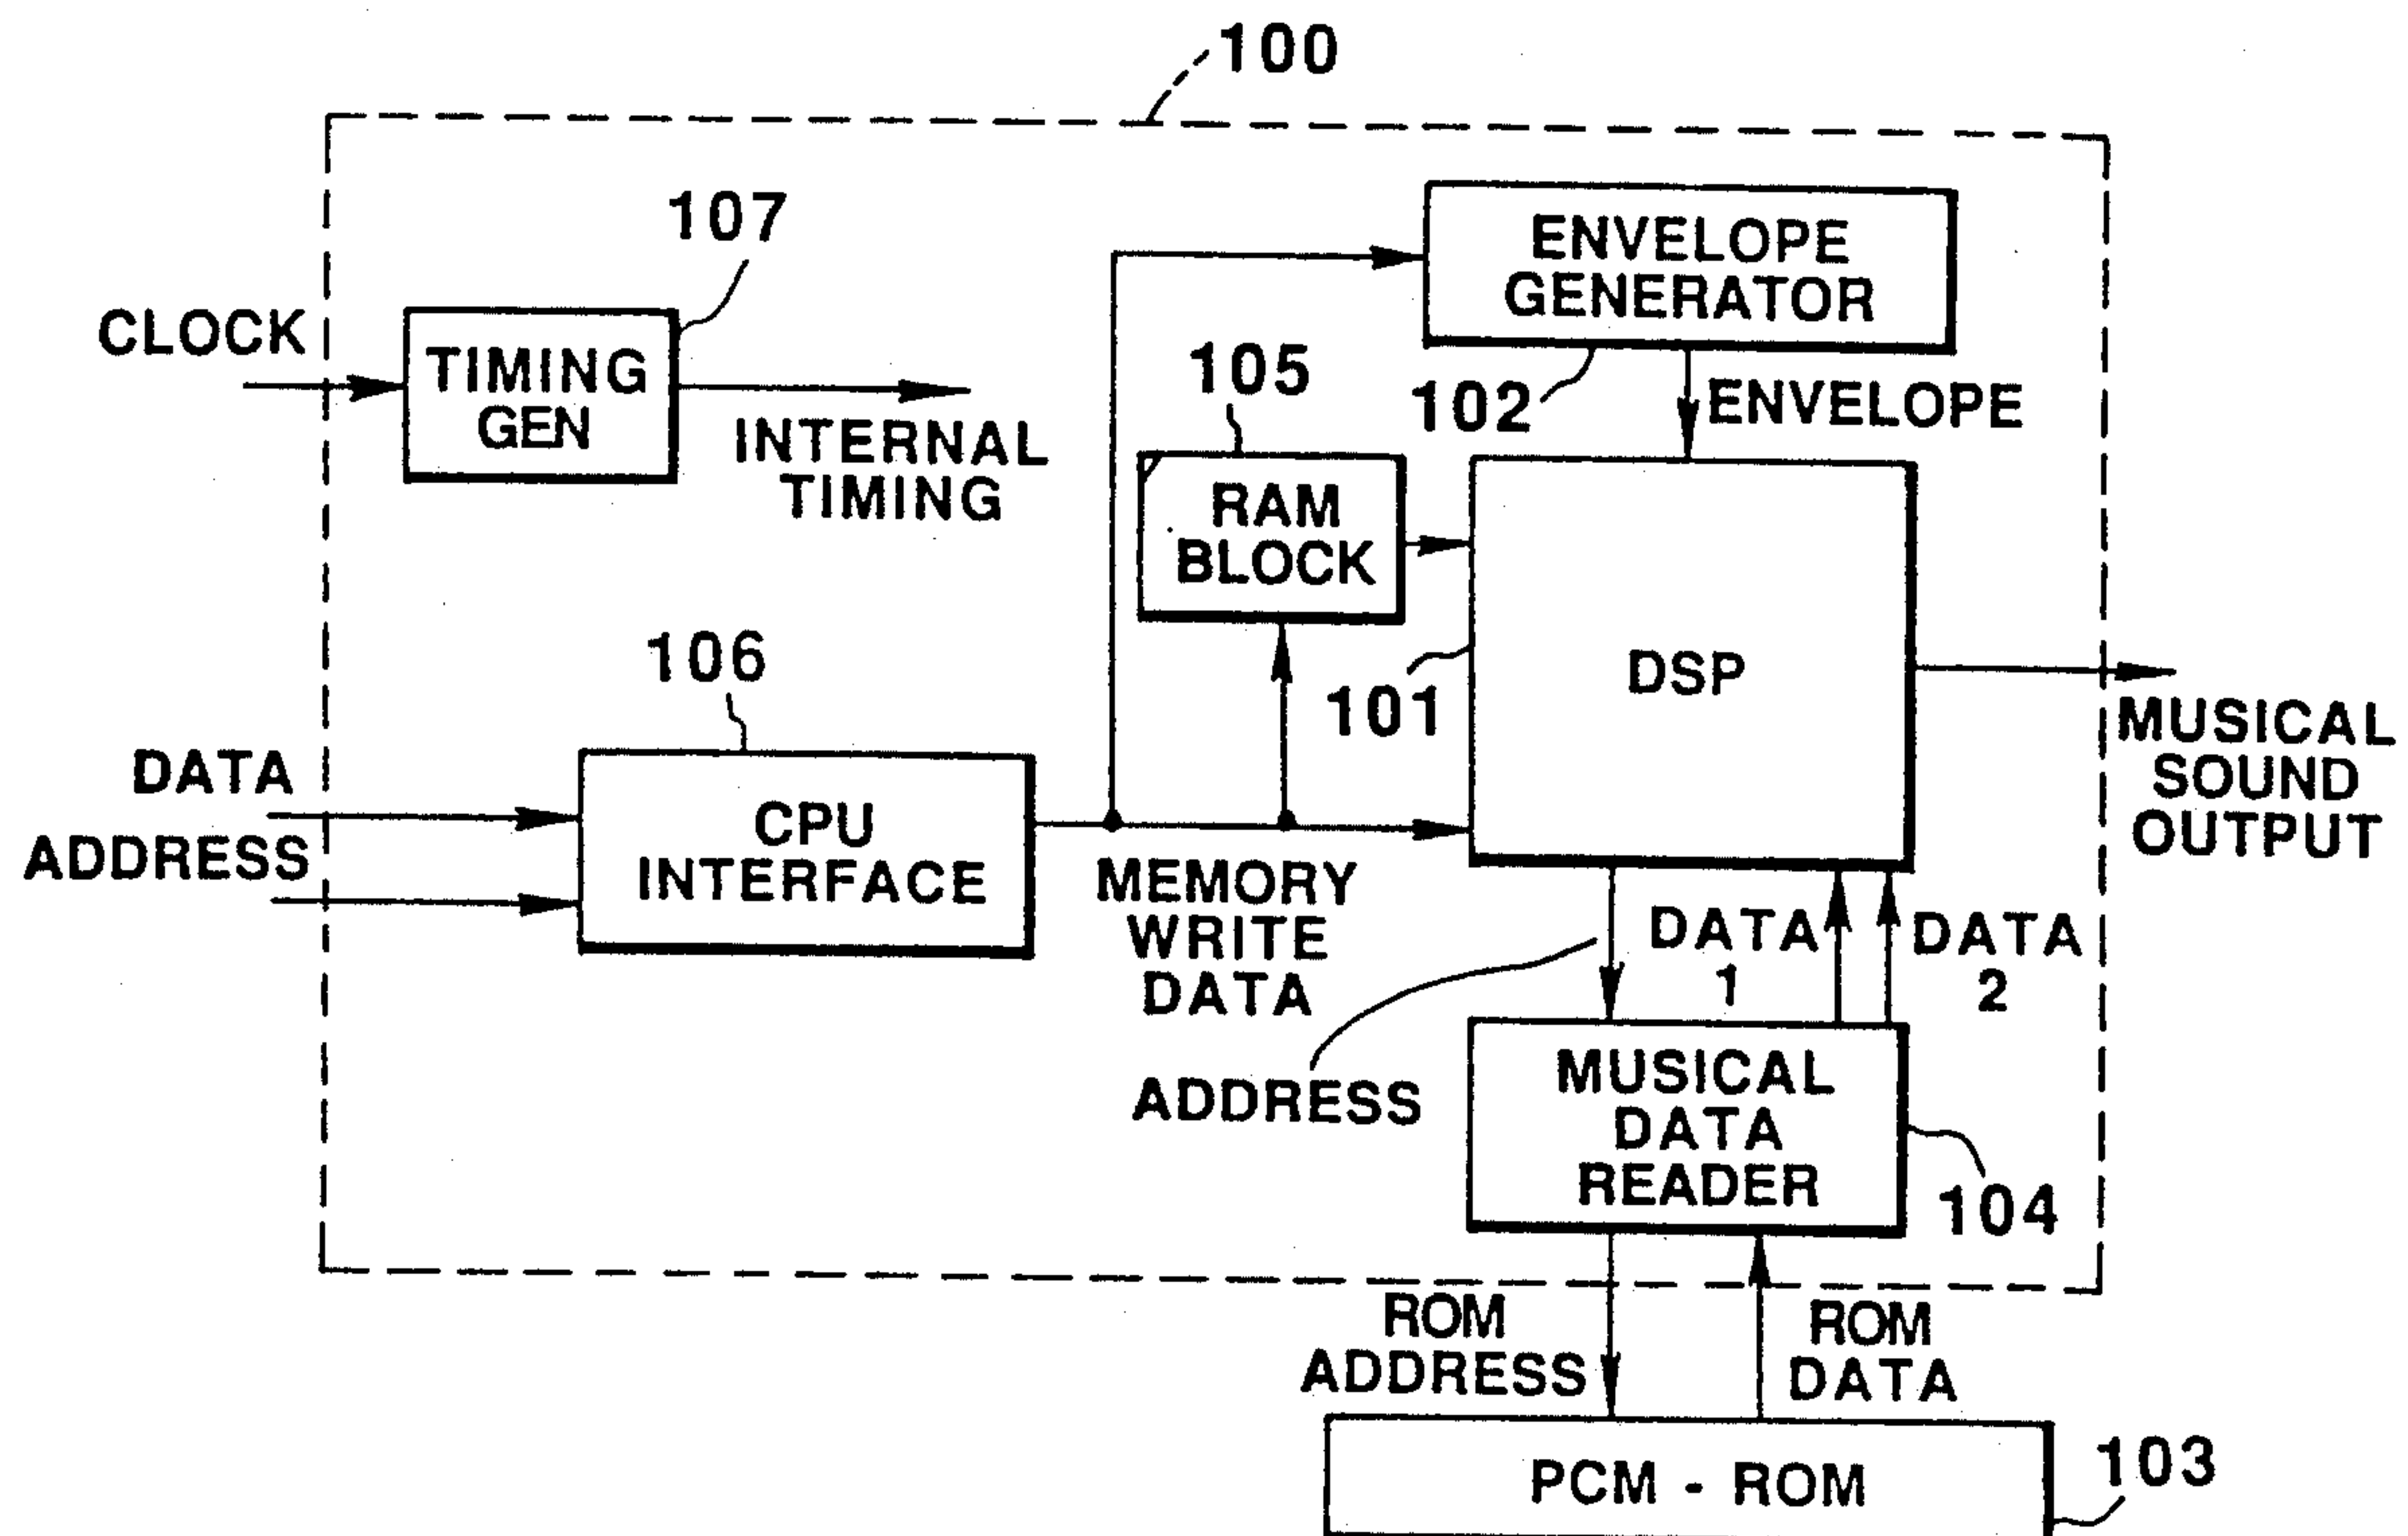 100
107
ENVELOPE
GENERATOR
CLOCK
TIMING
GEN
105
102
ENVELOPE
INTERNAL
TIMING
RAM
BLOCK
106
101
DSP
MUSICAL
SOUND
OUTPUT
DATA
ADDRESS
CPU
INTERFACE
MEMORY
WRITE
DATA
DATA
1
DATA
2
ADDRESS
MUSICAL
DATA
READER
104
ROM
ADDRESS
ROM
DATA
PCM - ROM
103